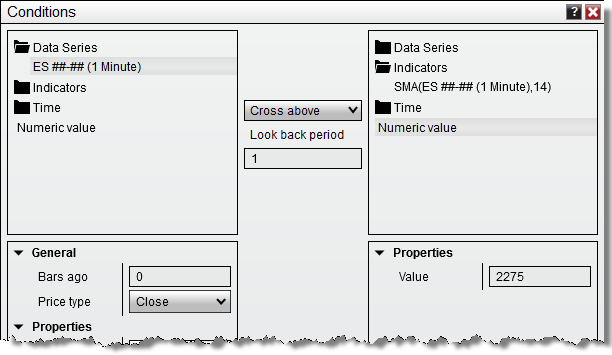 Conditions
?
Data Series
ES ##-## (1 Minute)
Indicators
Time
Numeric value
Cross above
Look back period
1
Data Series
Indicators
SMA(ES ##-## (1 Minute),14)
Time
Numeric value
General
Bars ago
0
Price type
Close
Properties
Properties
Value
2275